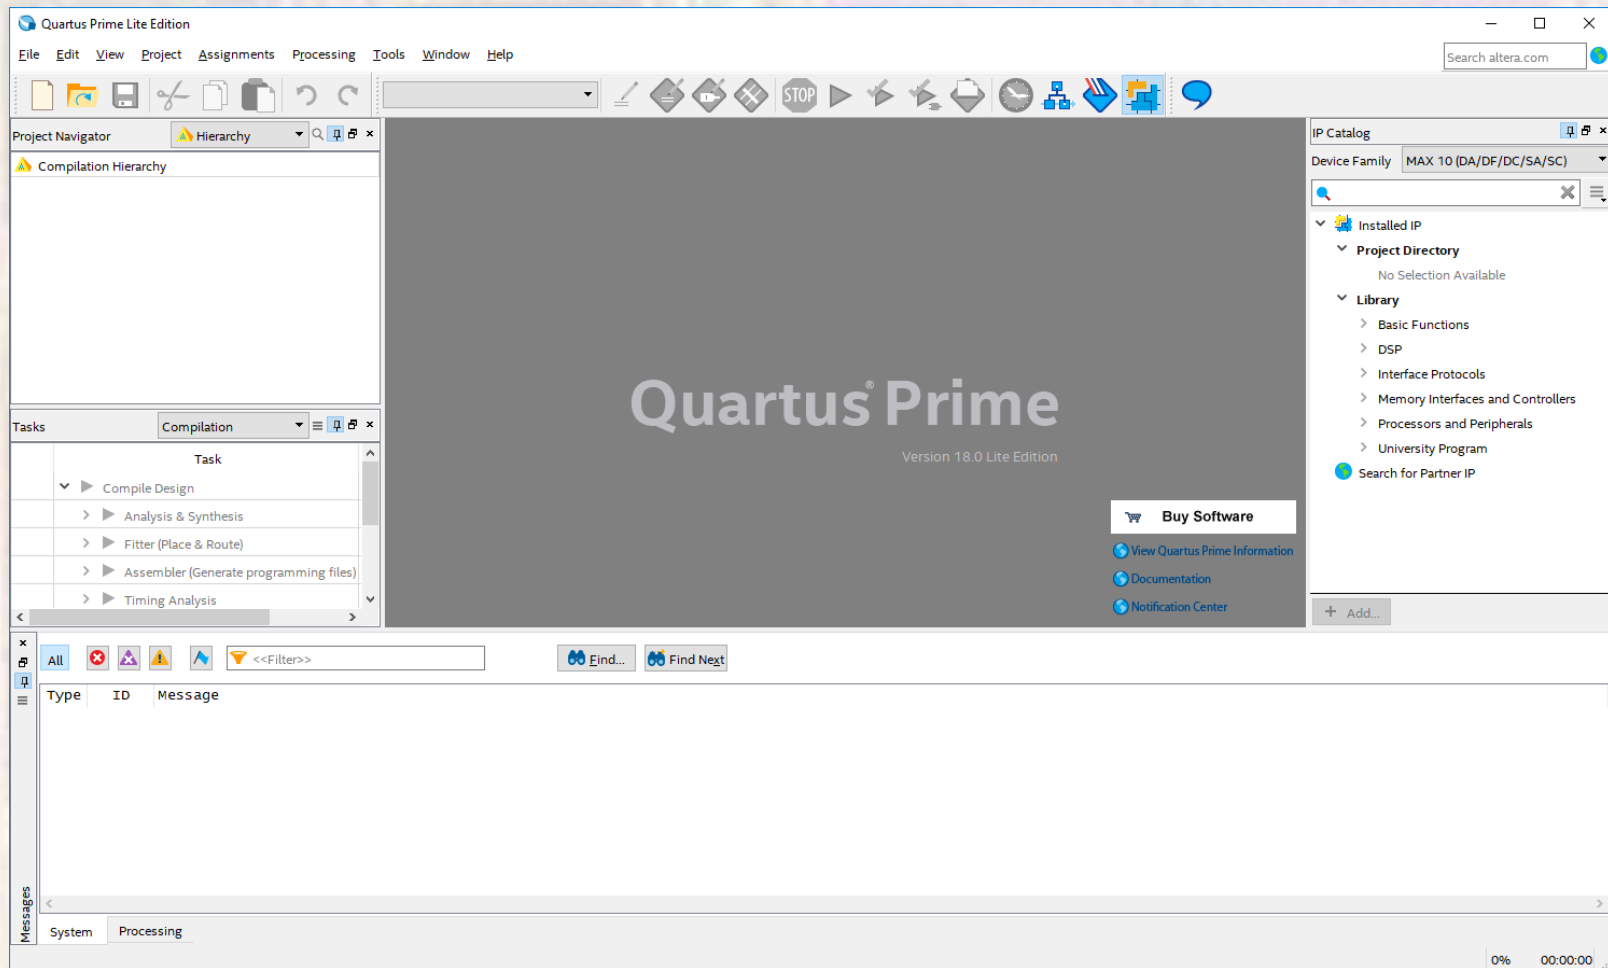 Quartus Prime Lite Edition
File Edit View Project Assignments Processing Tools Window Help
Search altera.com
STOP
Project Navigator
Hierarchy
Compilation Hierarchy
Tasks
Compilation
Task
Compile Design
Analysis & Synthesis
Fitter (Place & Route)
Assembler (Generate programming files)
Timing Analysis
Quartus® Prime
Version 18.0 Lite Edition
Buy Software
View Quartus Prime Information
Documentation
Notification Center
IP Catalog
Device Family MAX 10 (DA/DF/DC/SA/SC)
Installed IP
Project Directory
No Selection Available
Library
Basic Functions
DSP
Interface Protocols
Memory Interfaces and Controllers
Processors and Peripherals
University Program
Search for Partner IP
+ Add...
All
<<Filter>>
Find...
Find Next
Type ID Message
Messages
System Processing
0% 00:00:00